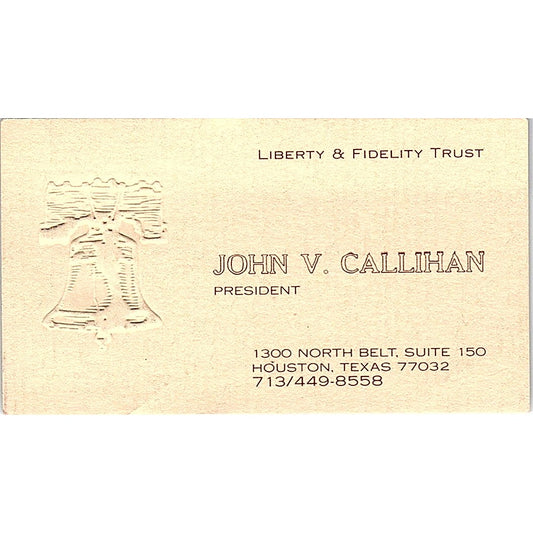 LIBERTY & FIDELITY TRUST
JOHN V. CALLIHAN
PRESIDENT
1300 NORTH BELT, SUITE 150
HOUSTON, TEXAS 77032
713/449-8558